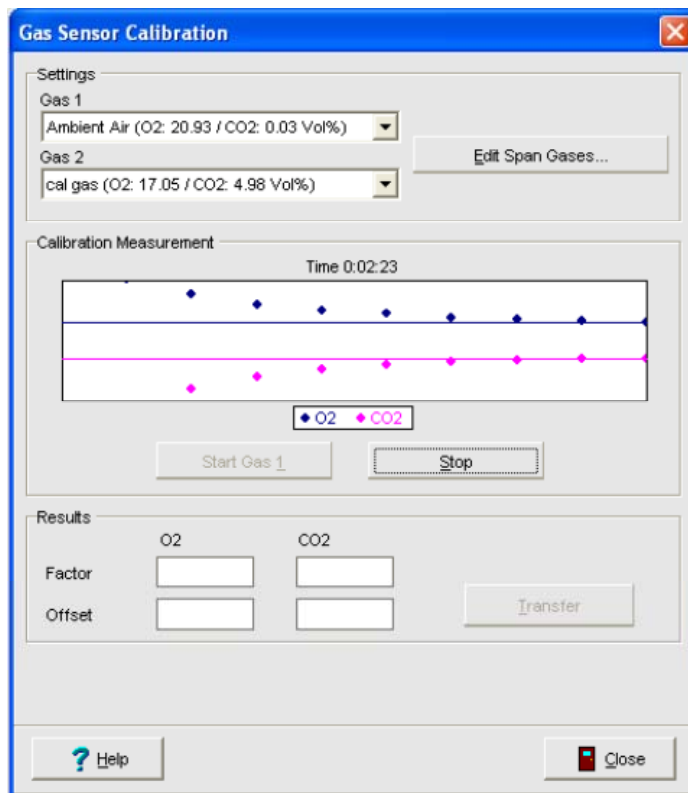 Gas Sensor Calibration
Settings
Gas 1
Ambient Air (O2: 20.93 / CO2: 0.03 Vol%)
Edit Span Gases...
Gas 2
cal gas (O2: 17.05 / CO2: 4.98 Vol%)
Calibration Measurement
Time 0:02:23
O2 CO2
Start Gas 1 Stop
Results
O2 CO2
Factor
Offset
Transfer
Help Close